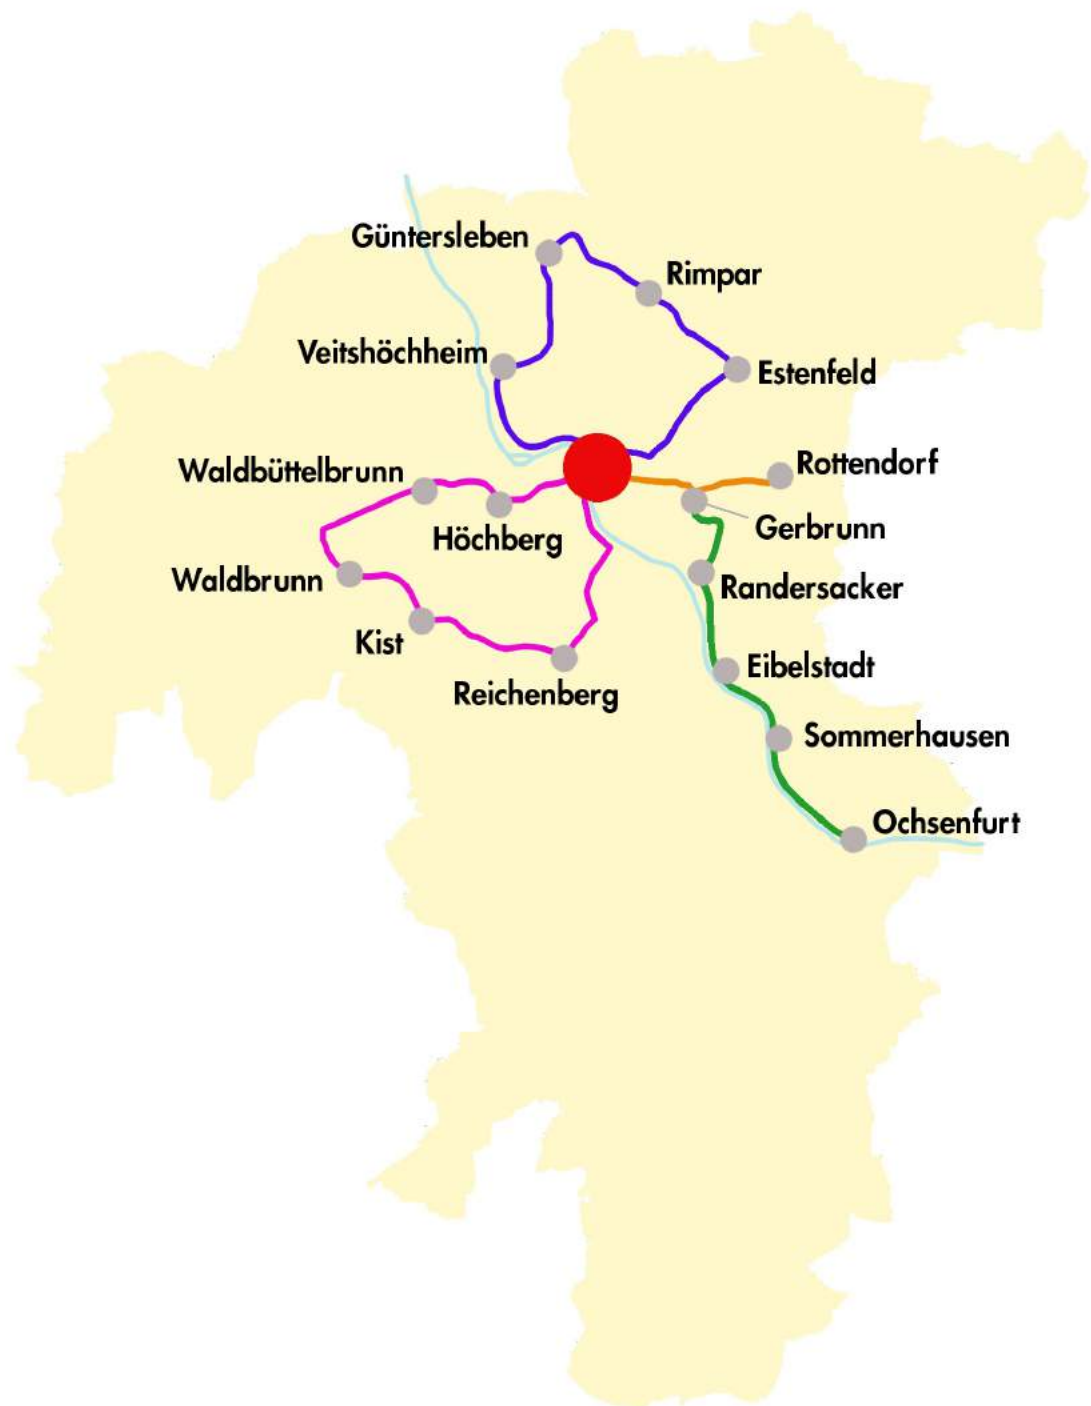 Güntersleben
Rimpar
Veitshöchheim
Estenfeld
Rottendorf
Waldbüttelbrunn
Gerbrunn
Höchberg
Waldbrunn
Randersacker
Kist
Eibelstadt
Reichenberg
Sommerhausen
Ochsenfurt